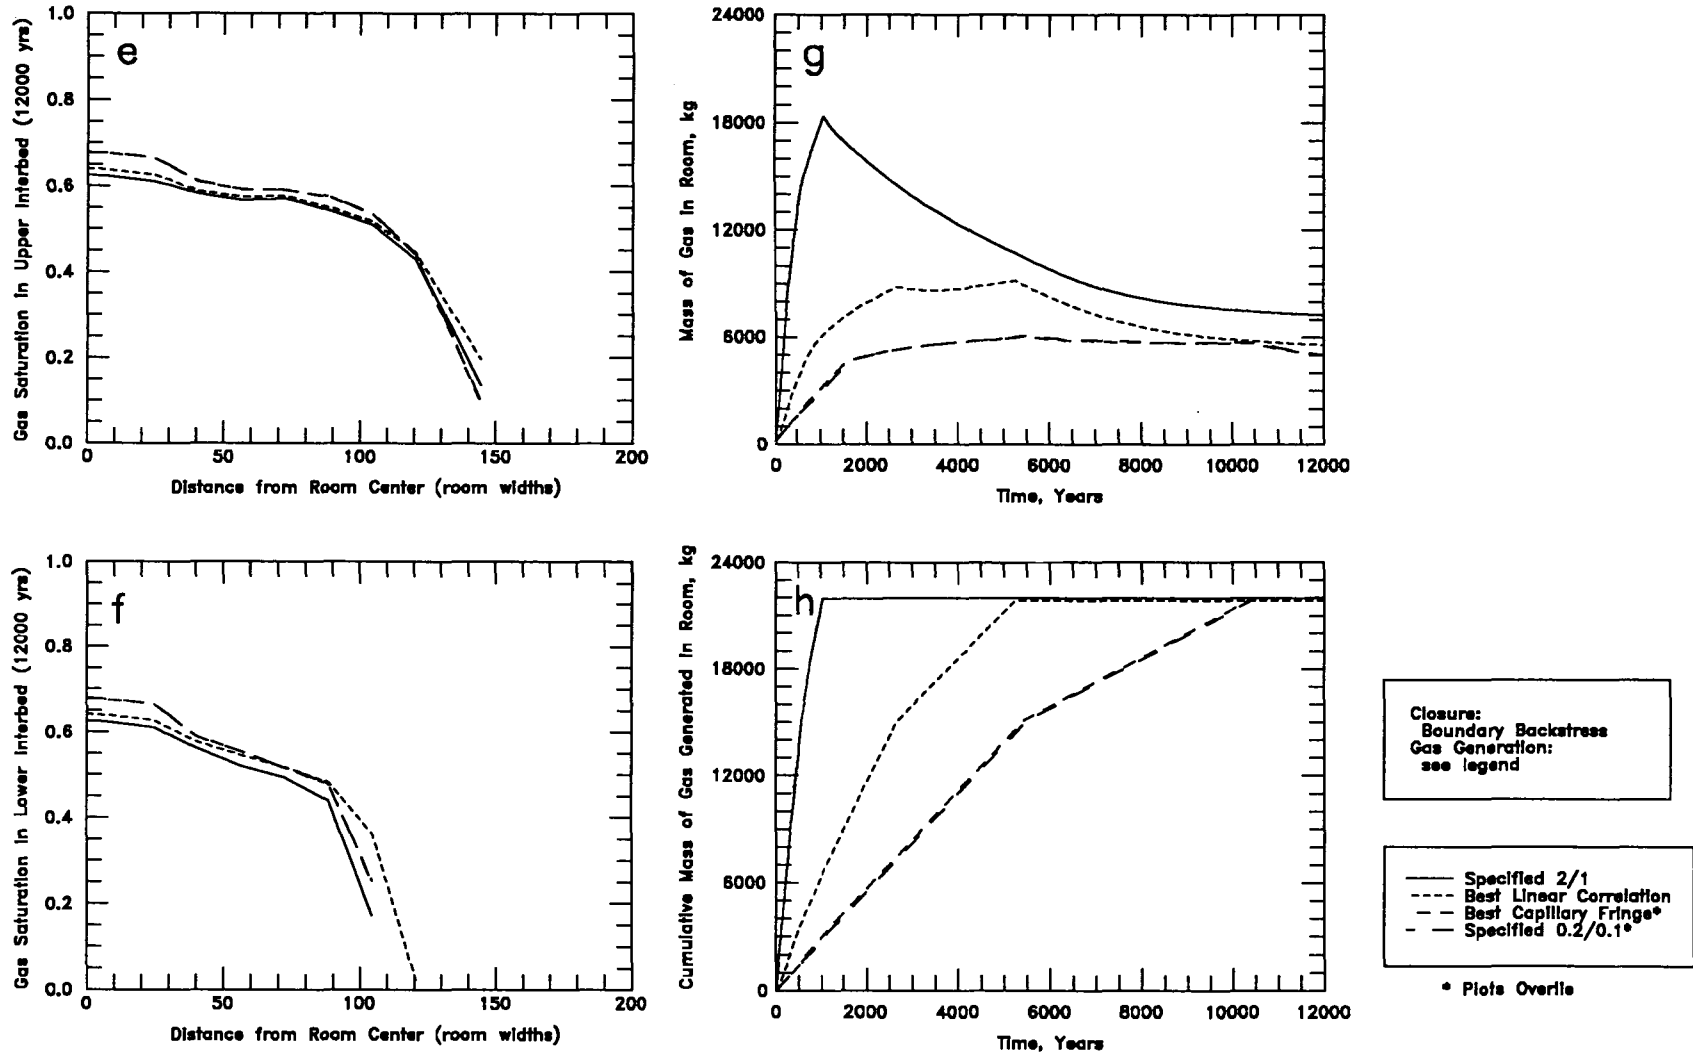 e
Gas Saturation in Upper Interbed (12000 yrs)
1.0
0.8
0.6
0.4
0.2
0.0
0 50 100 150 200
Distance from Room Center (room widths)
g
Mass of Gas in Room, kg
24000
18000
12000
6000
0
0 2000 4000 6000 8000 10000 12000
Time, Years
f
Gas Saturation in Lower Interbed (12000 yrs)
1.0
0.8
0.6
0.4
0.2
0.0
0 50 100 150 200
Distance from Room Center (room widths)
h
Cumulative Mass of Gas Generated in Room, kg
24000
18000
12000
6000
0
0 2000 4000 6000 8000 10000 12000
Time, Years
Closure:
Boundary Backstress
Gas Generation:
see legend
Specified 2/1
Best Linear Correlation
Best Capillary Fringe*
Specified 0.2/0.1*
* Plots Overlie